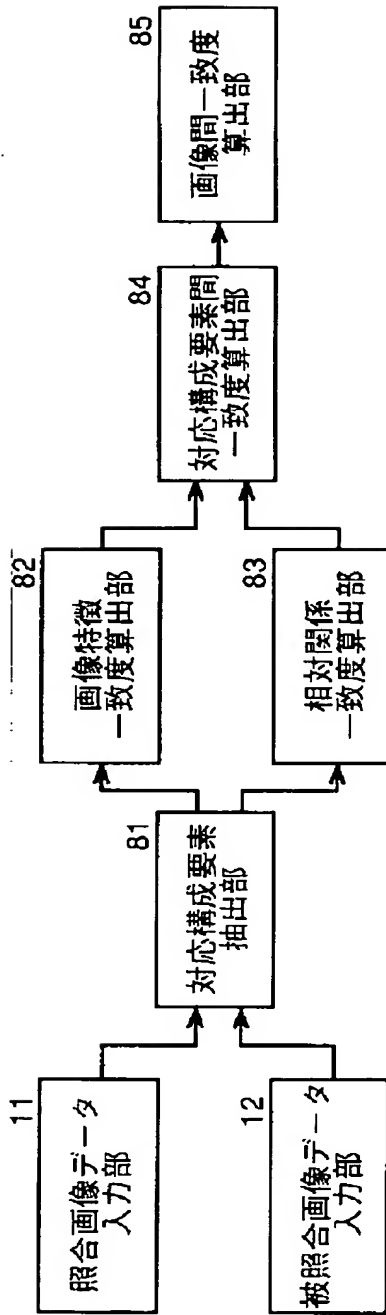 11
照合画像データ
入力部
12
被照合画像データ
入力部
81
対応構成要素
抽出部
82
画像特徴
一致度算出部
83
相対関係
一致度算出部
84
対応構成要素間
一致度算出部
85
画像間一致度
算出部